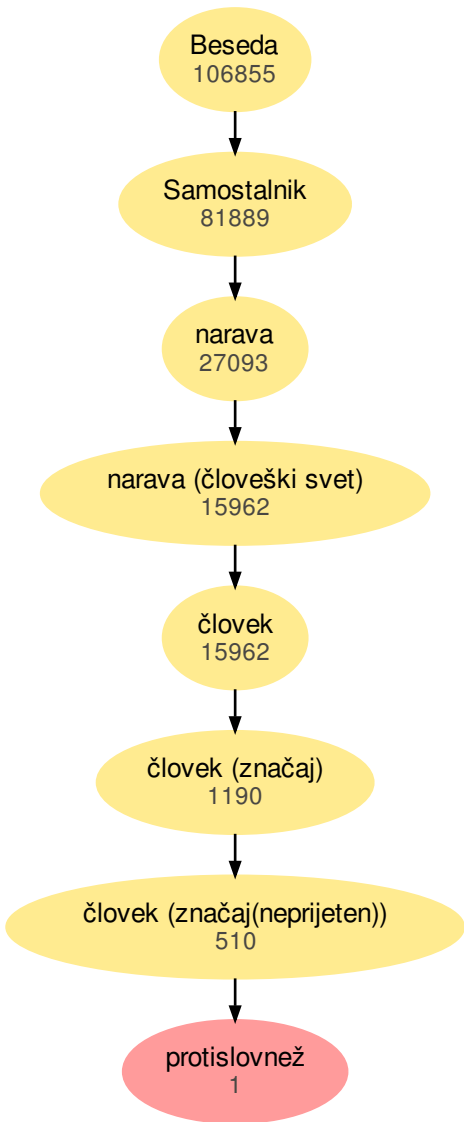 Beseda
106855
Samostalnik
81889
narava
27093
narava (človeški svet)
15962
človek
15962
človek (značaj)
1190
človek (značaj(neprijeten))
510
protislovnež
1